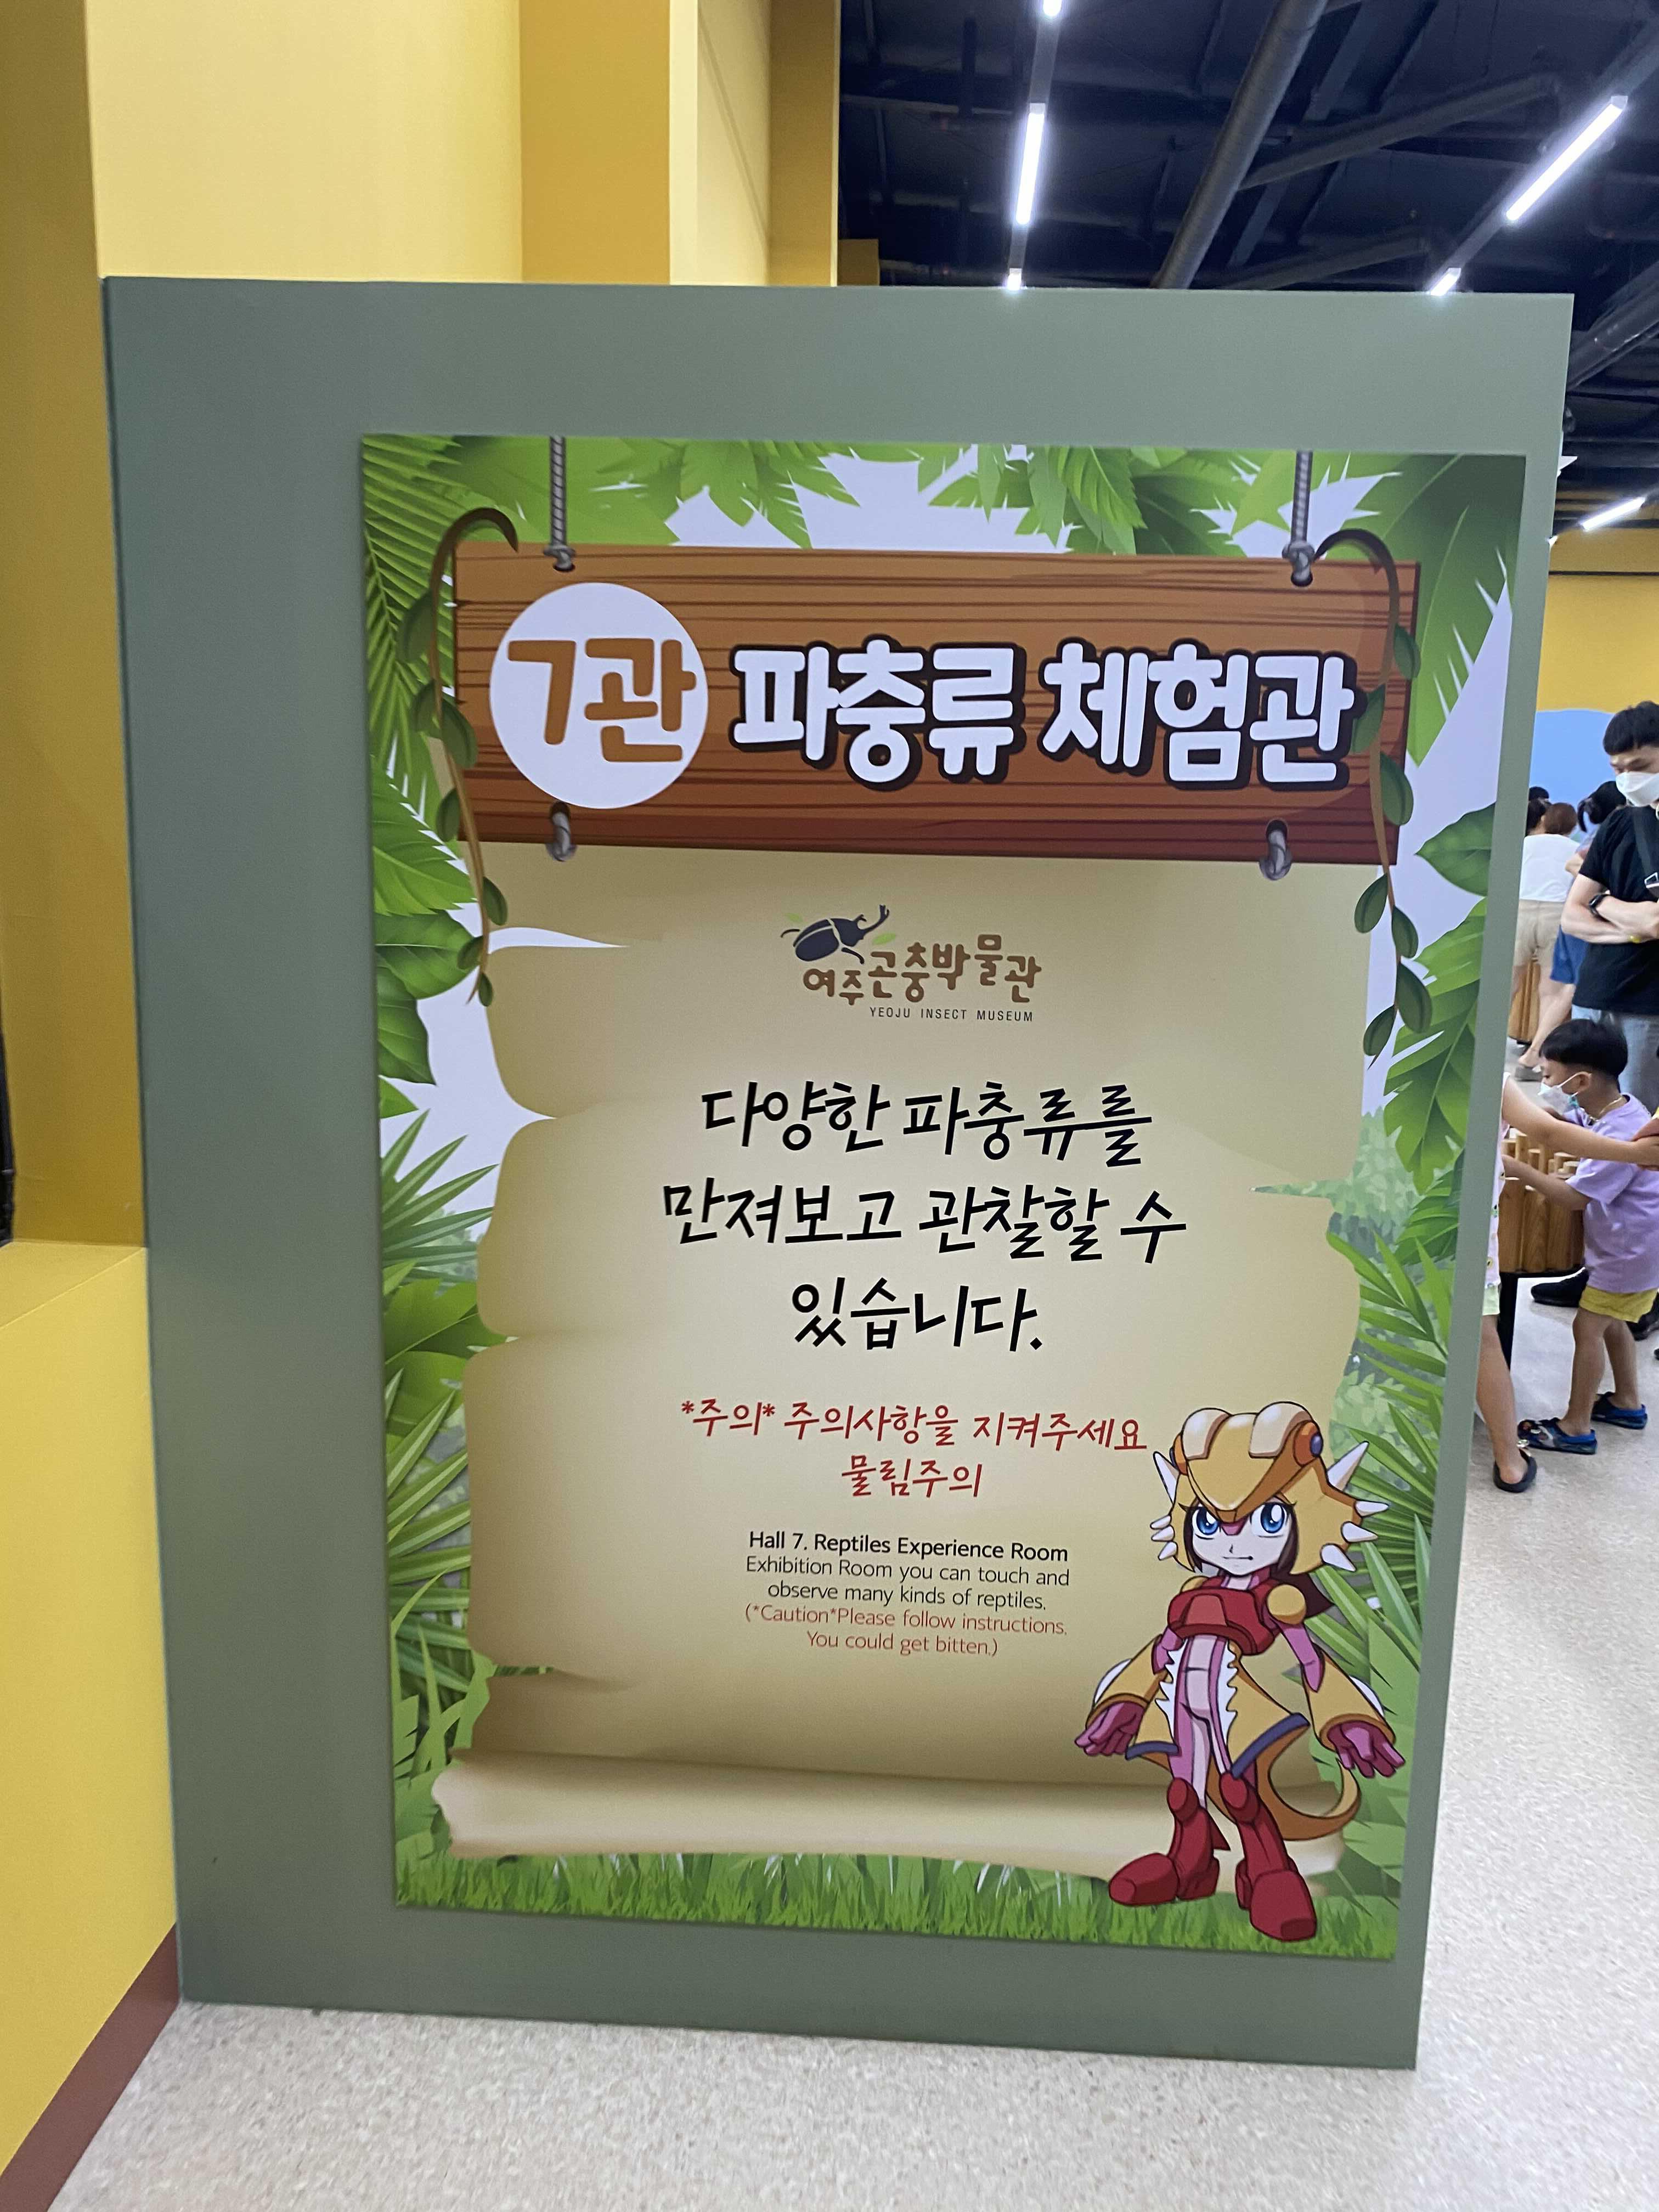 7관 파충류 체험관
여주곤충박물관
YEOJU INSECT MUSEUM
다양한 파충류를
만져보고 관찰할 수
있습니다.
*주의* 주의사항을 지켜주세요
물림주의
Hall 7. Reptiles Experience Room
Exhibition Room you can touch and
observe many kinds of reptiles.
(*Caution*Please follow instructions.
You could get bitten.)